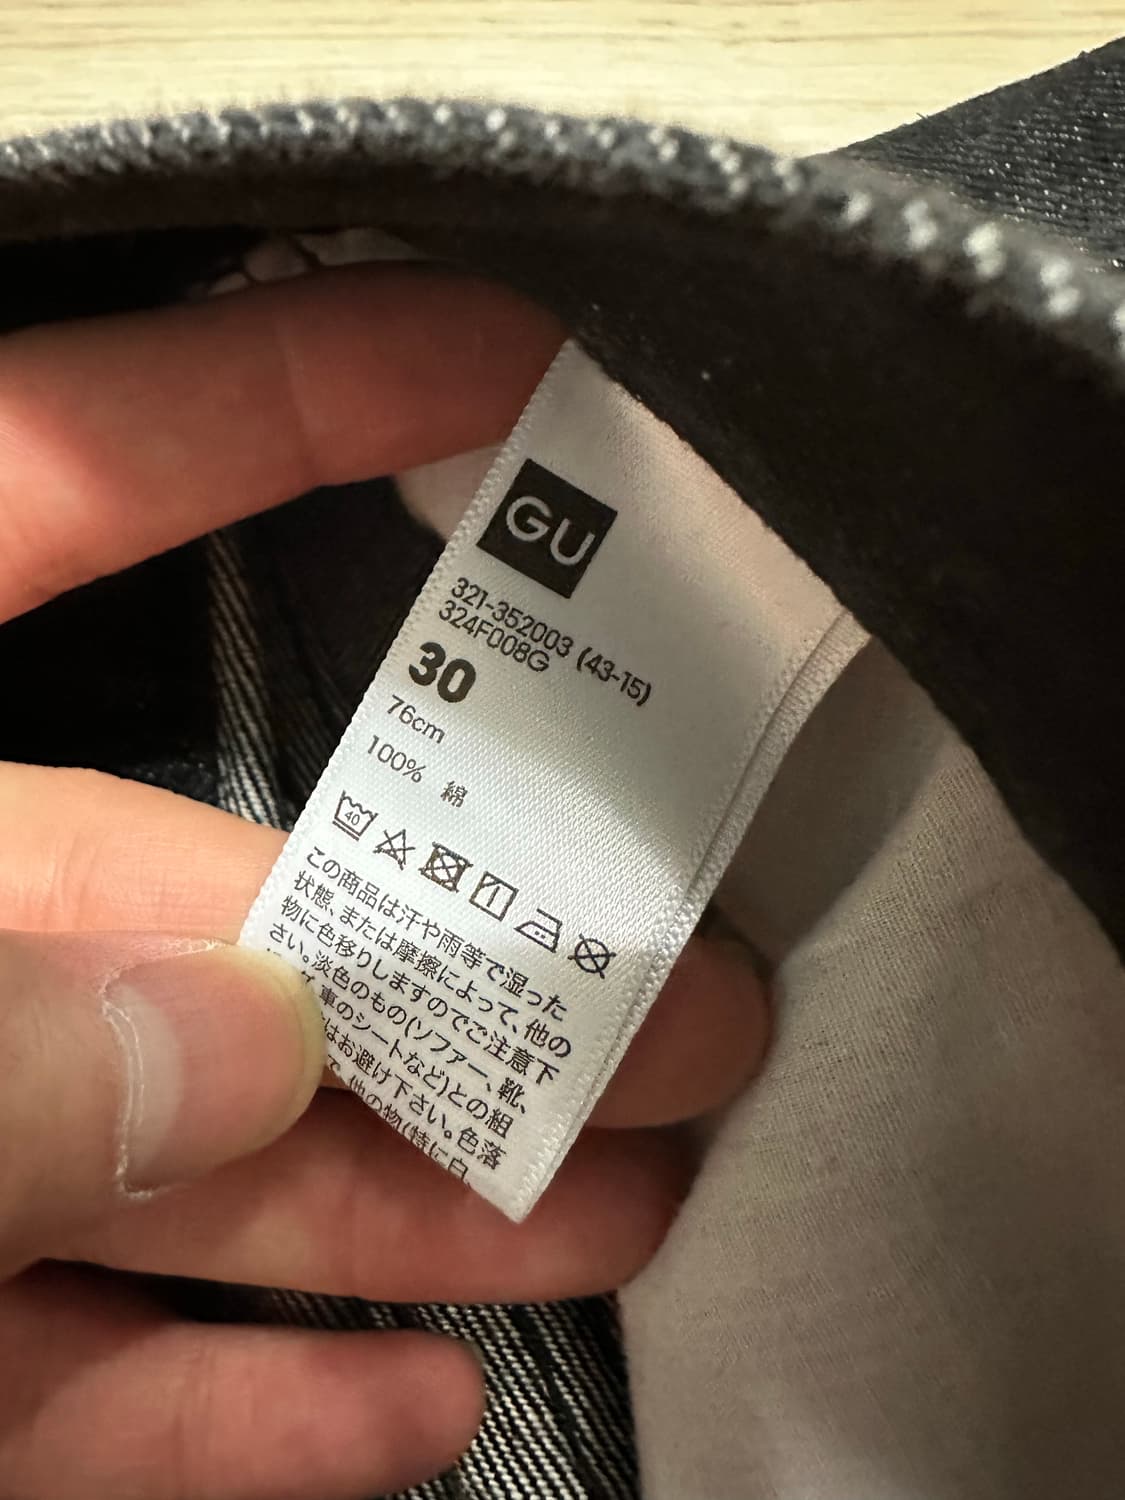 GU
321-352003 (43-15)
324F008G
30
76cm
100% 綿
40
この商品は汗や雨等で湿った
状態、または摩擦によって、他の
物に色移りしますのでご注意下
さい。淡色のもの(ソファー、靴、
車のシートなど)との組
はお避け下さい。色落
他の物(特に白